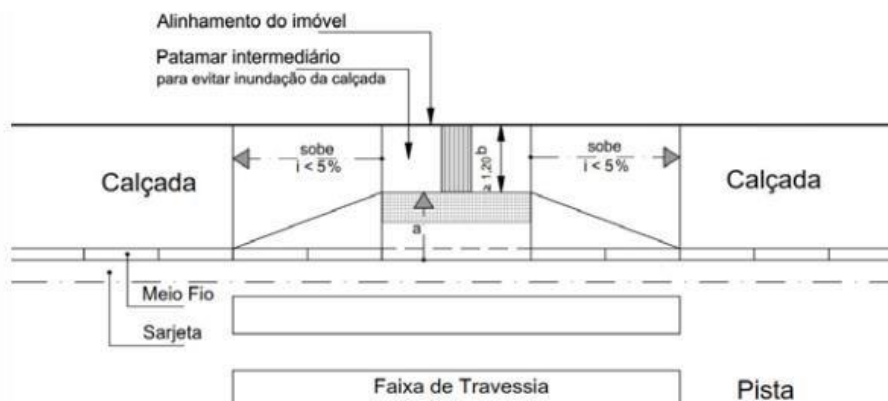 Alinhamento do imóvel
Patamar intermediário
para evitar inundação da calçada
sobe
i < 5%
sobe
i < 5%
≥ 1,20 b
Calçada
Calçada
a
Meio Fio
Sarjeta
Faixa de Travessia
Pista